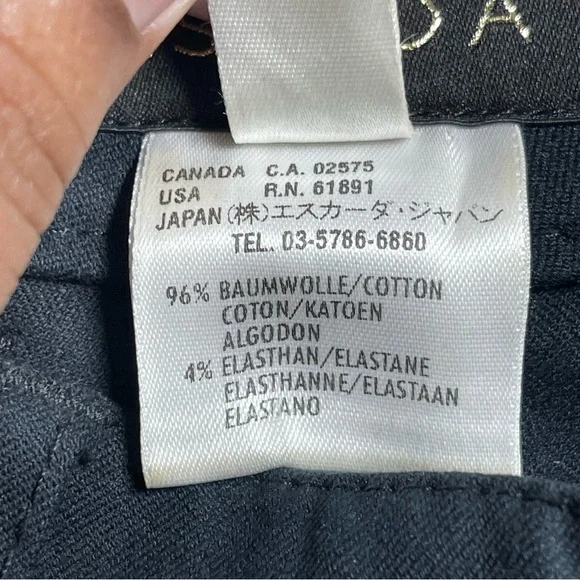 CANADA C.A. 02575
USA R.N. 61891
JAPAN (株)エスカーダ・ジャパン
TEL. 03-5786-6860
96% BAUMWOLLE/COTTON
COTON/KATOEN
ALGODON
4% ELASTHAN/ELASTANE
ELASTHANNE/ELASTAAN
ELASTANO